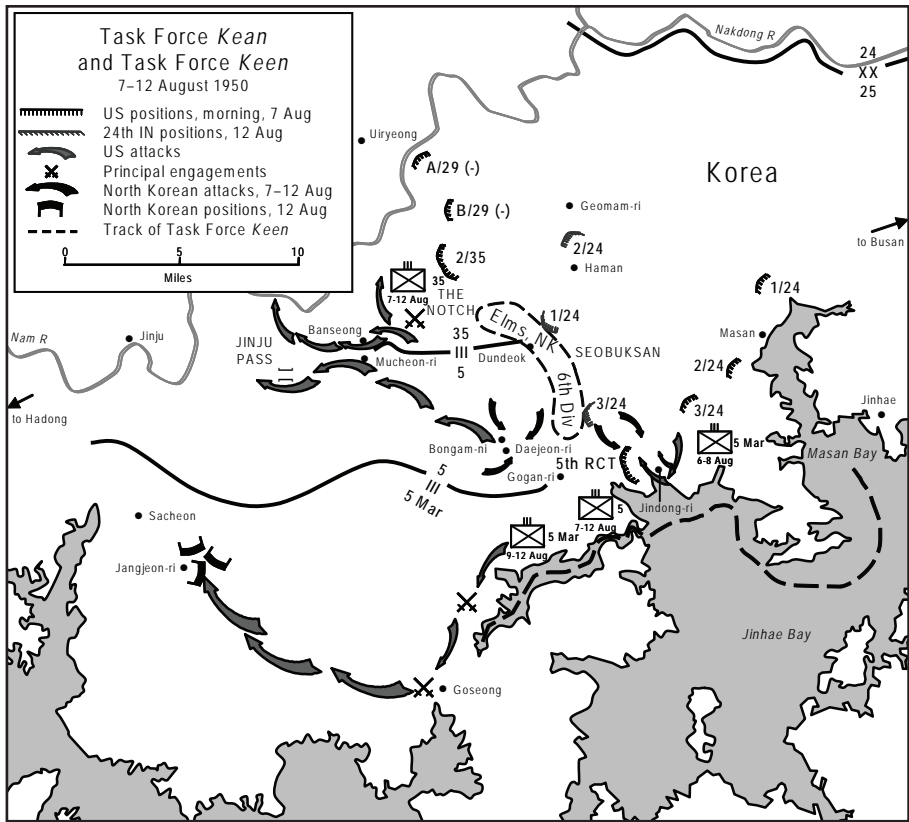 Task Force Kean
and Task Force Keen
7–12 August 1950
US positions, morning, 7 Aug
24th IN positions, 12 Aug
US attacks
Principal engagements
North Korean attacks, 7–12 Aug
North Korean positions, 12 Aug
Track of Task Force Keen
0 5 10
Miles
Nakdong R
24
XX
25
Uiryeong
A/29 (-)
Korea
B/29 (-)
Geomam-ri
to Busan
2/24
2/35
Haman
35
7-12 Aug
THE
NOTCH
1/24
1/24
Banseong
Elms, NK
6th Div
Masan
Nam R
Jinju
JINJU
PASS
35
III
5
Dundeok
SEOBUKSAN
Mucheon-ri
2/24
to Hadong
3/24
3/24
Jinhae
5 Mar
6-8 Aug
Masan Bay
Bongam-ni
Daejeon-ri
5th RCT
Gogan-ri
5
III
5 Mar
Jindong-ri
5
7-12 Aug
Sacheon
5 Mar
9-12 Aug
Jangjeon-ri
Jinhae Bay
Goseong